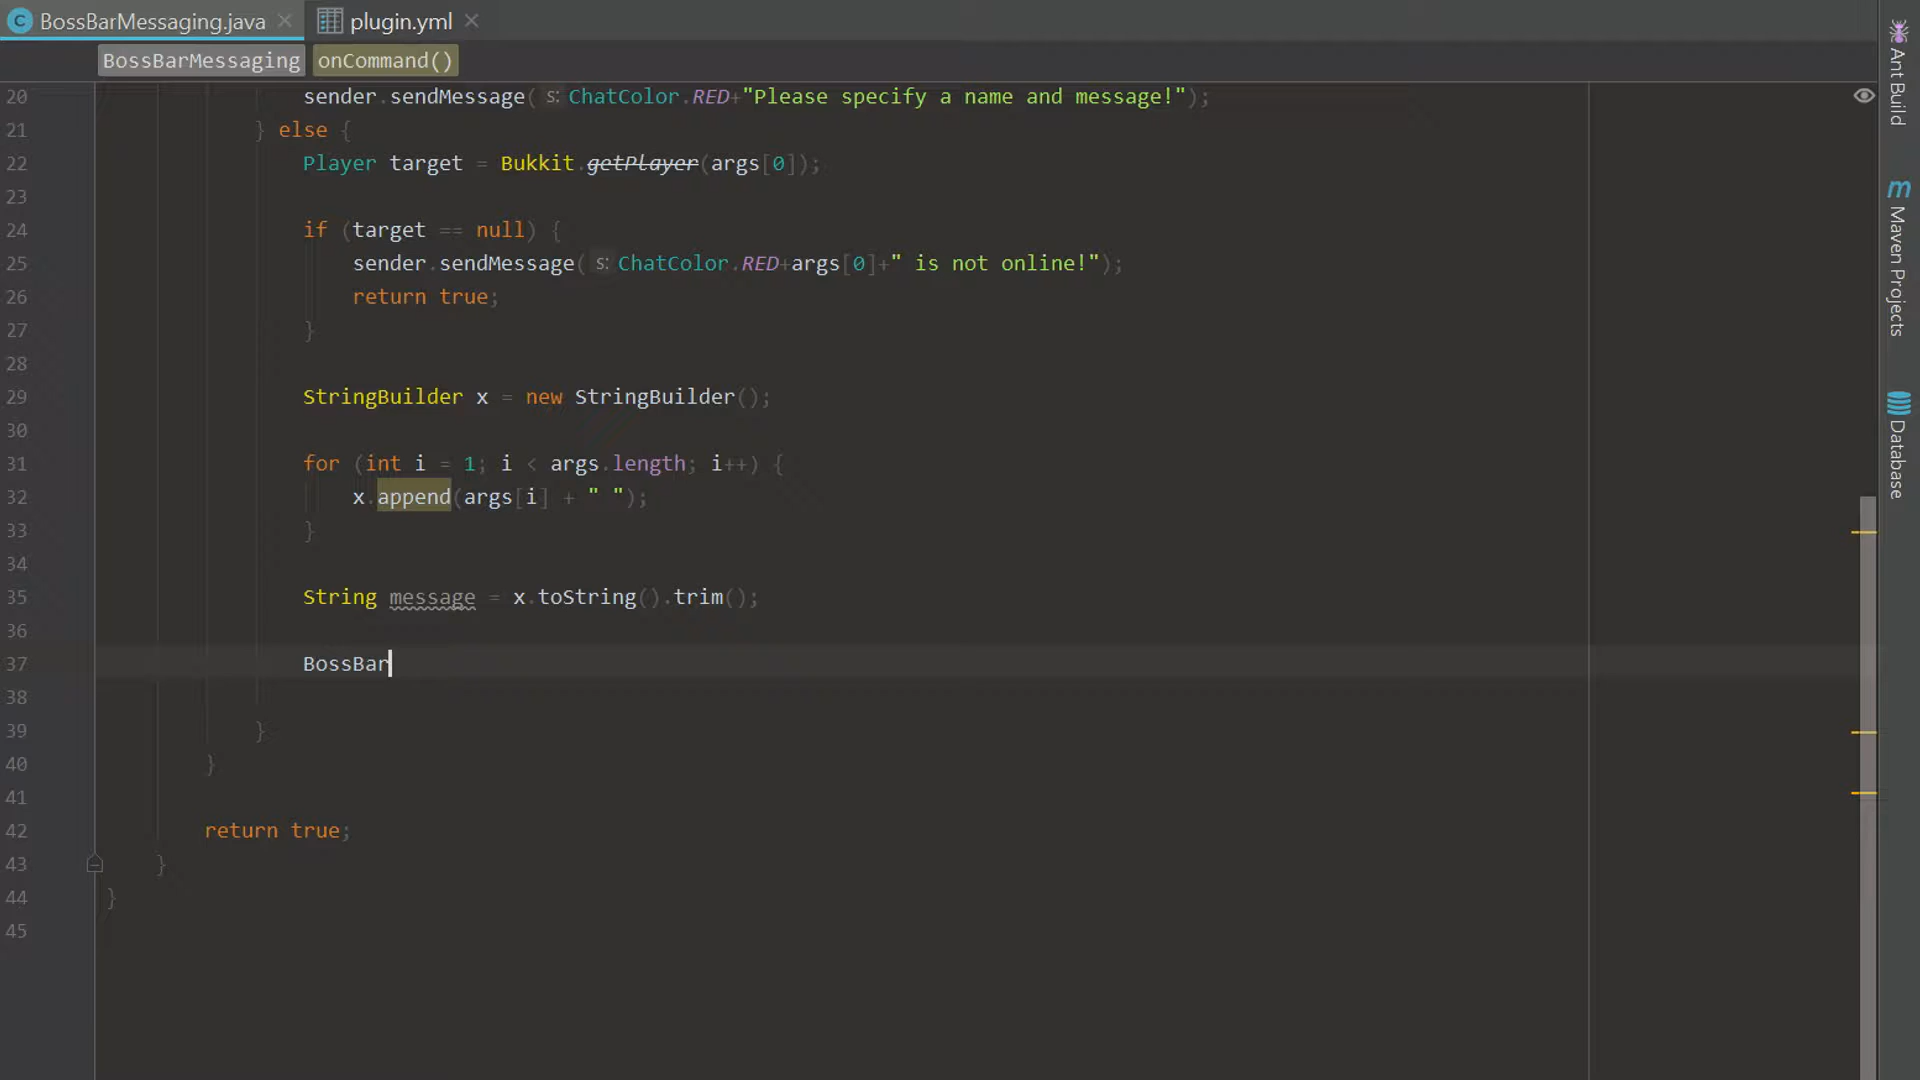 BossBarMessaging.java
plugin.yml
BossBarMessaging onCommand()
20 sender.sendMessage( s: ChatColor.RED+"Please specify a name and message!");
21 } else {
22 Player target = Bukkit.getPlayer(args[0]);
23
24 if (target == null) {
25 sender.sendMessage( s: ChatColor.RED+args[0]+" is not online!");
26 return true;
27 }
28
29 StringBuilder x = new StringBuilder();
30
31 for (int i = 1; i < args.length; i++) {
32 x.append(args[i] + " ");
33 }
34
35 String message = x.toString().trim();
36
37 BossBar
38
39 }
40 }
41
42 return true;
43 }
44 }
45
Ant Build
m Maven Projects
Database